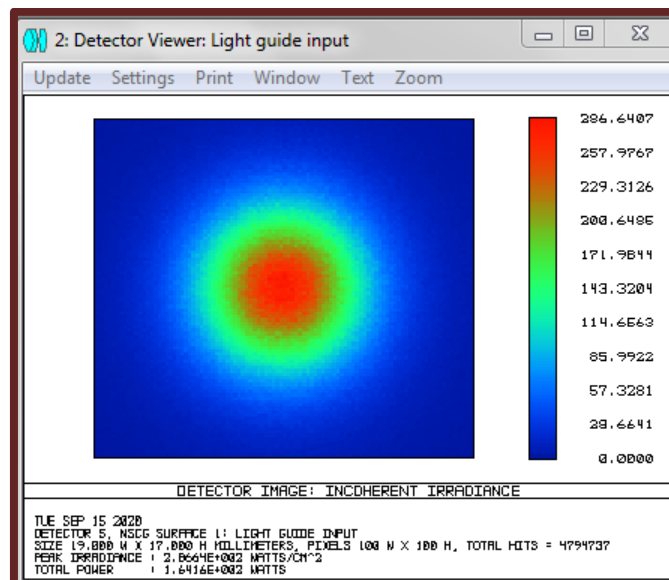 2: Detector Viewer: Light guide input
Update Settings Print Window Text Zoom
286.6407
257.9767
229.3126
200.6485
171.9844
143.3204
114.6563
85.9922
57.3281
28.6641
0.0000
DETECTOR IMAGE: INCOHERENT IRRADIANCE
TUE SEP 15 2020
DETECTOR 5, NSCG SURFACE 1: LIGHT GUIDE INPUT
SIZE 19.000 W X 17.000 H MILLIMETERS, PIXELS 100 W X 100 H, TOTAL HITS = 4794737
PEAK IRRADIANCE : 2.8664E+002 WATTS/CM^2
TOTAL POWER : 1.6416E+002 WATTS